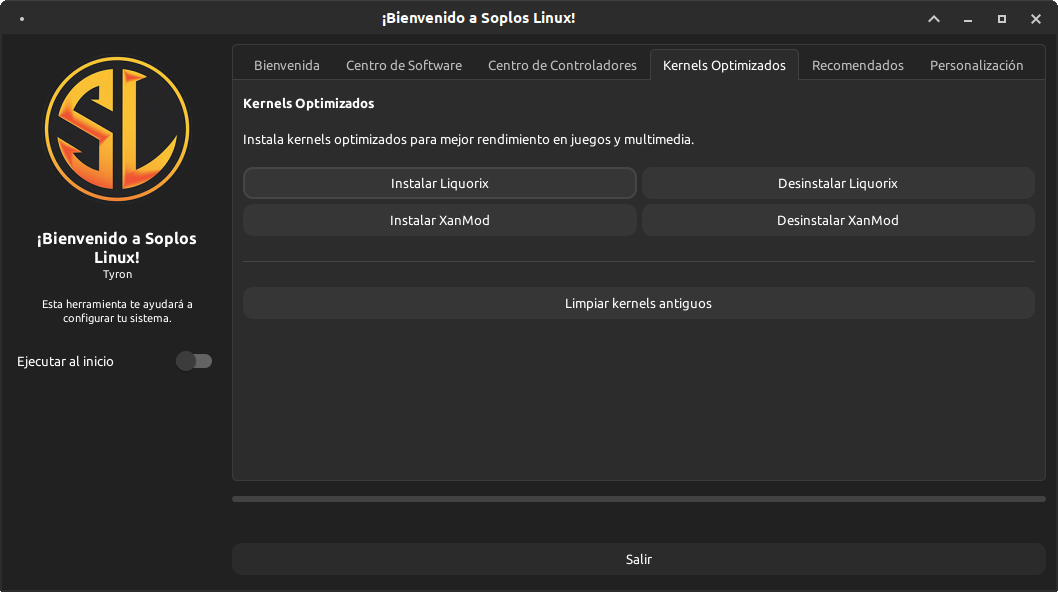 ¡Bienvenido a Soplos Linux!
SL
¡Bienvenido a Soplos
Linux!
Tyron
Esta herramienta te ayudará a
configurar tu sistema.
Ejecutar al inicio
Bienvenida
Centro de Software
Centro de Controladores
Kernels Optimizados
Recomendados
Personalización
Kernels Optimizados
Instala kernels optimizados para mejor rendimiento en juegos y multimedia.
Instalar Liquorix
Desinstalar Liquorix
Instalar XanMod
Desinstalar XanMod
Limpiar kernels antiguos
Salir